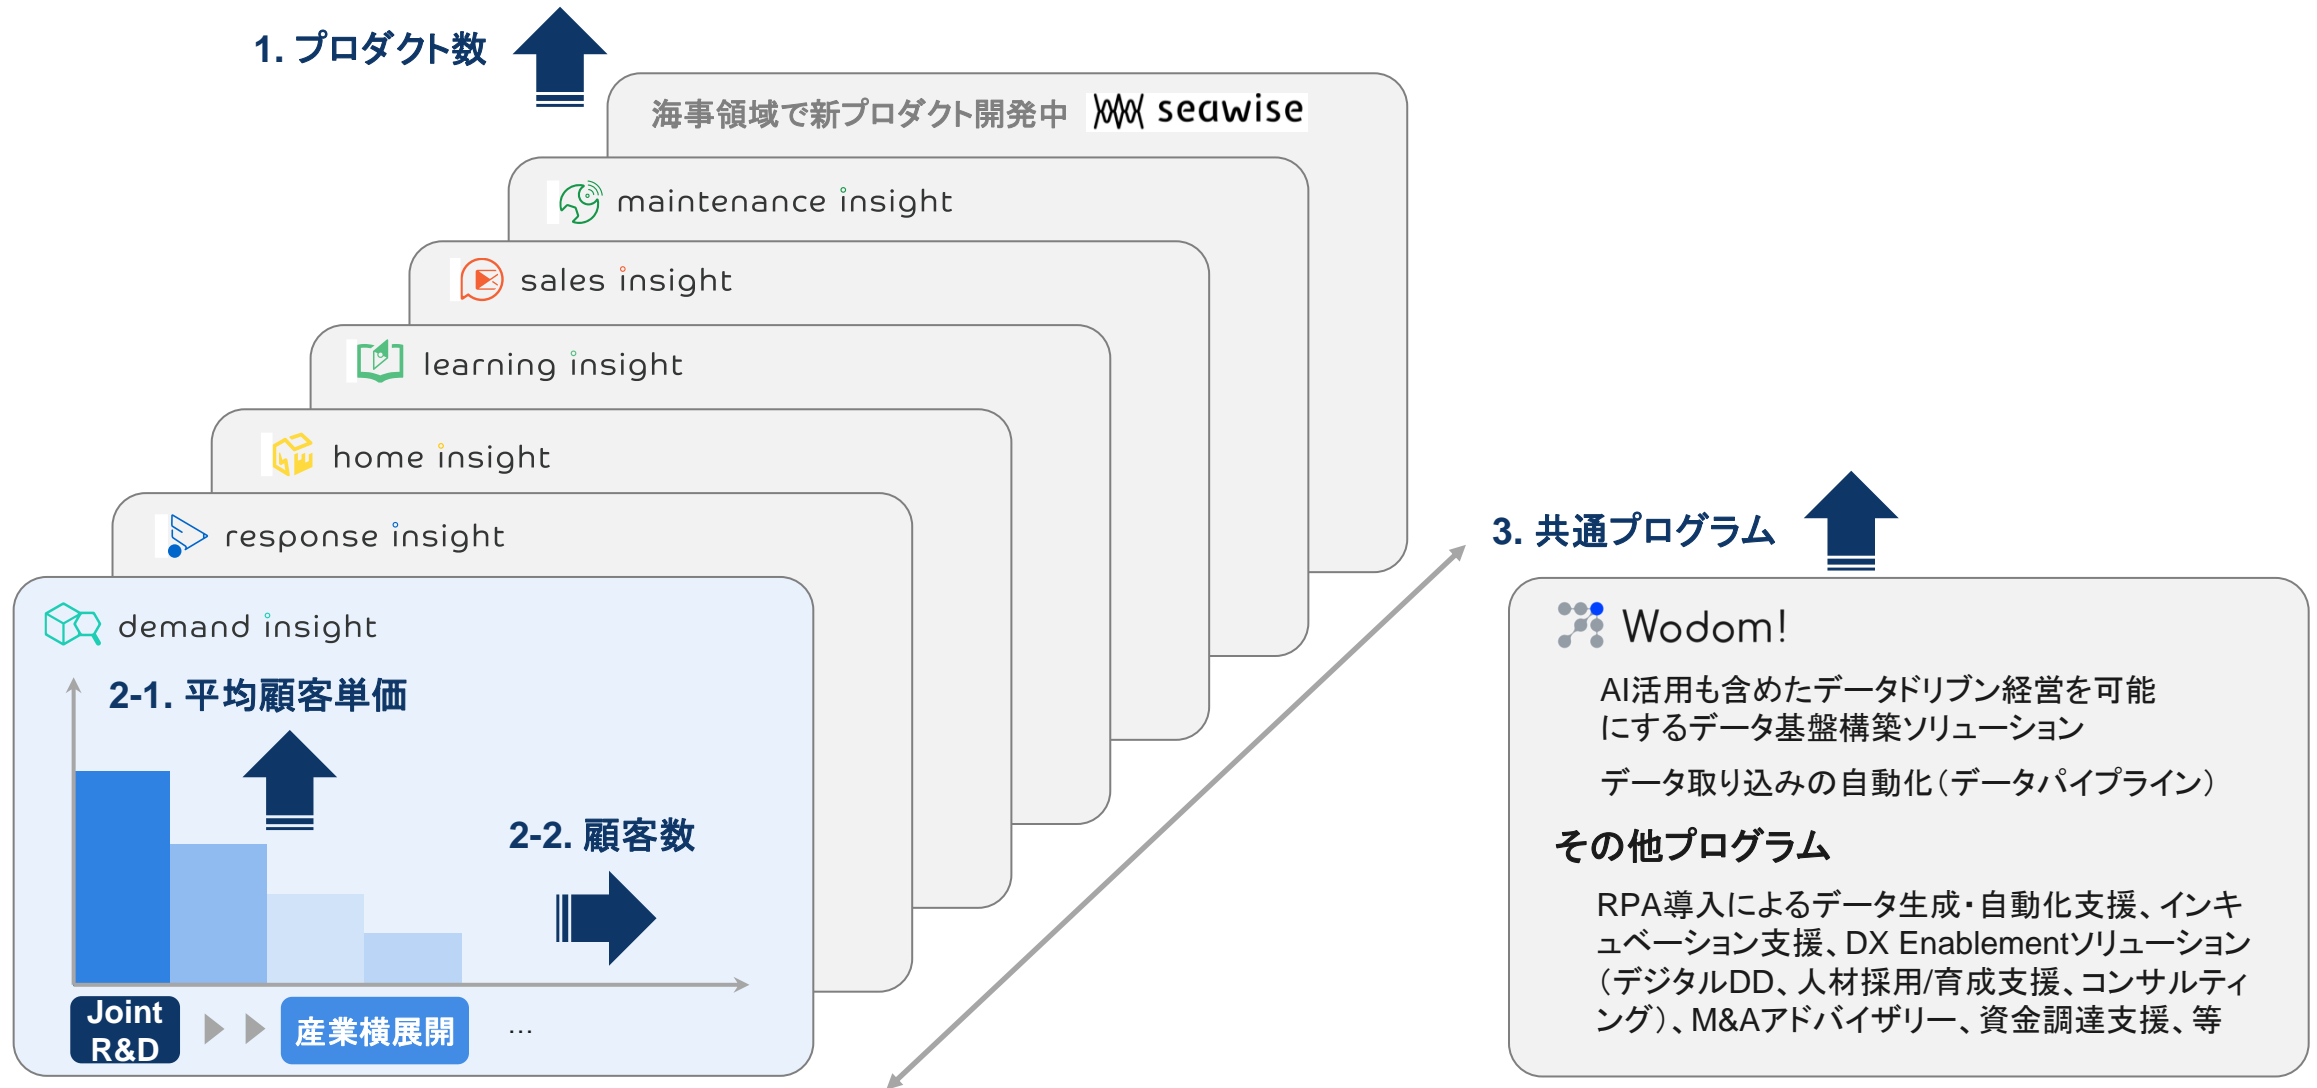 1. プロダクト数
海事領域で新プロダクト開発中 seawise
maintenance insight
sales insight
learning insight
home insight
response insight
demand insight
2-1. 平均顧客単価
2-2. 顧客数
Joint
R&D
産業横展開
…
3. 共通プログラム
Wodom!
AI活用も含めたデータドリブン経営を可能
にするデータ基盤構築ソリューション
データ取り込みの自動化（データパイプライン）
その他プログラム
RPA導入によるデータ生成・自動化支援、インキ
ュベーション支援、DX Enablementソリューション
（デジタルDD、人材採用/育成支援、コンサルティ
ング）、M&Aアドバイザリー、資金調達支援、等